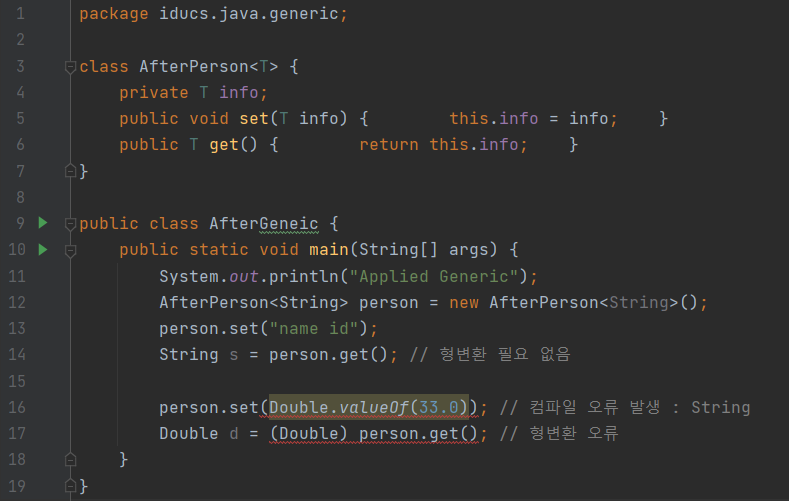 1 package iducs.java.generic;
2
3 class AfterPerson<T> {
4     private T info;
5     public void set(T info) {        this.info = info;    }
6     public T get() {        return this.info;    }
7 }
8
9 public class AfterGeneic {
10     public static void main(String[] args) {
11         System.out.println("Applied Generic");
12         AfterPerson<String> person = new AfterPerson<String>();
13         person.set("name id");
14         String s = person.get(); // 형변환 필요 없음
15
16         person.set(Double.valueOf(33.0)); // 컴파일 오류 발생 : String
17         Double d = (Double) person.get(); // 형변환 오류
18     }
19 }